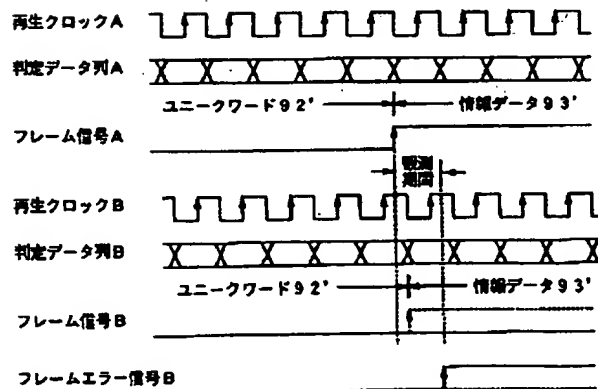 再生クロックA
判定データ列A
ユニークワード92' 情報データ93'
フレーム信号A
観測
範囲
再生クロックB
判定データ列B
ユニークワード92' 情報データ93'
フレーム信号B
フレームエラー信号B